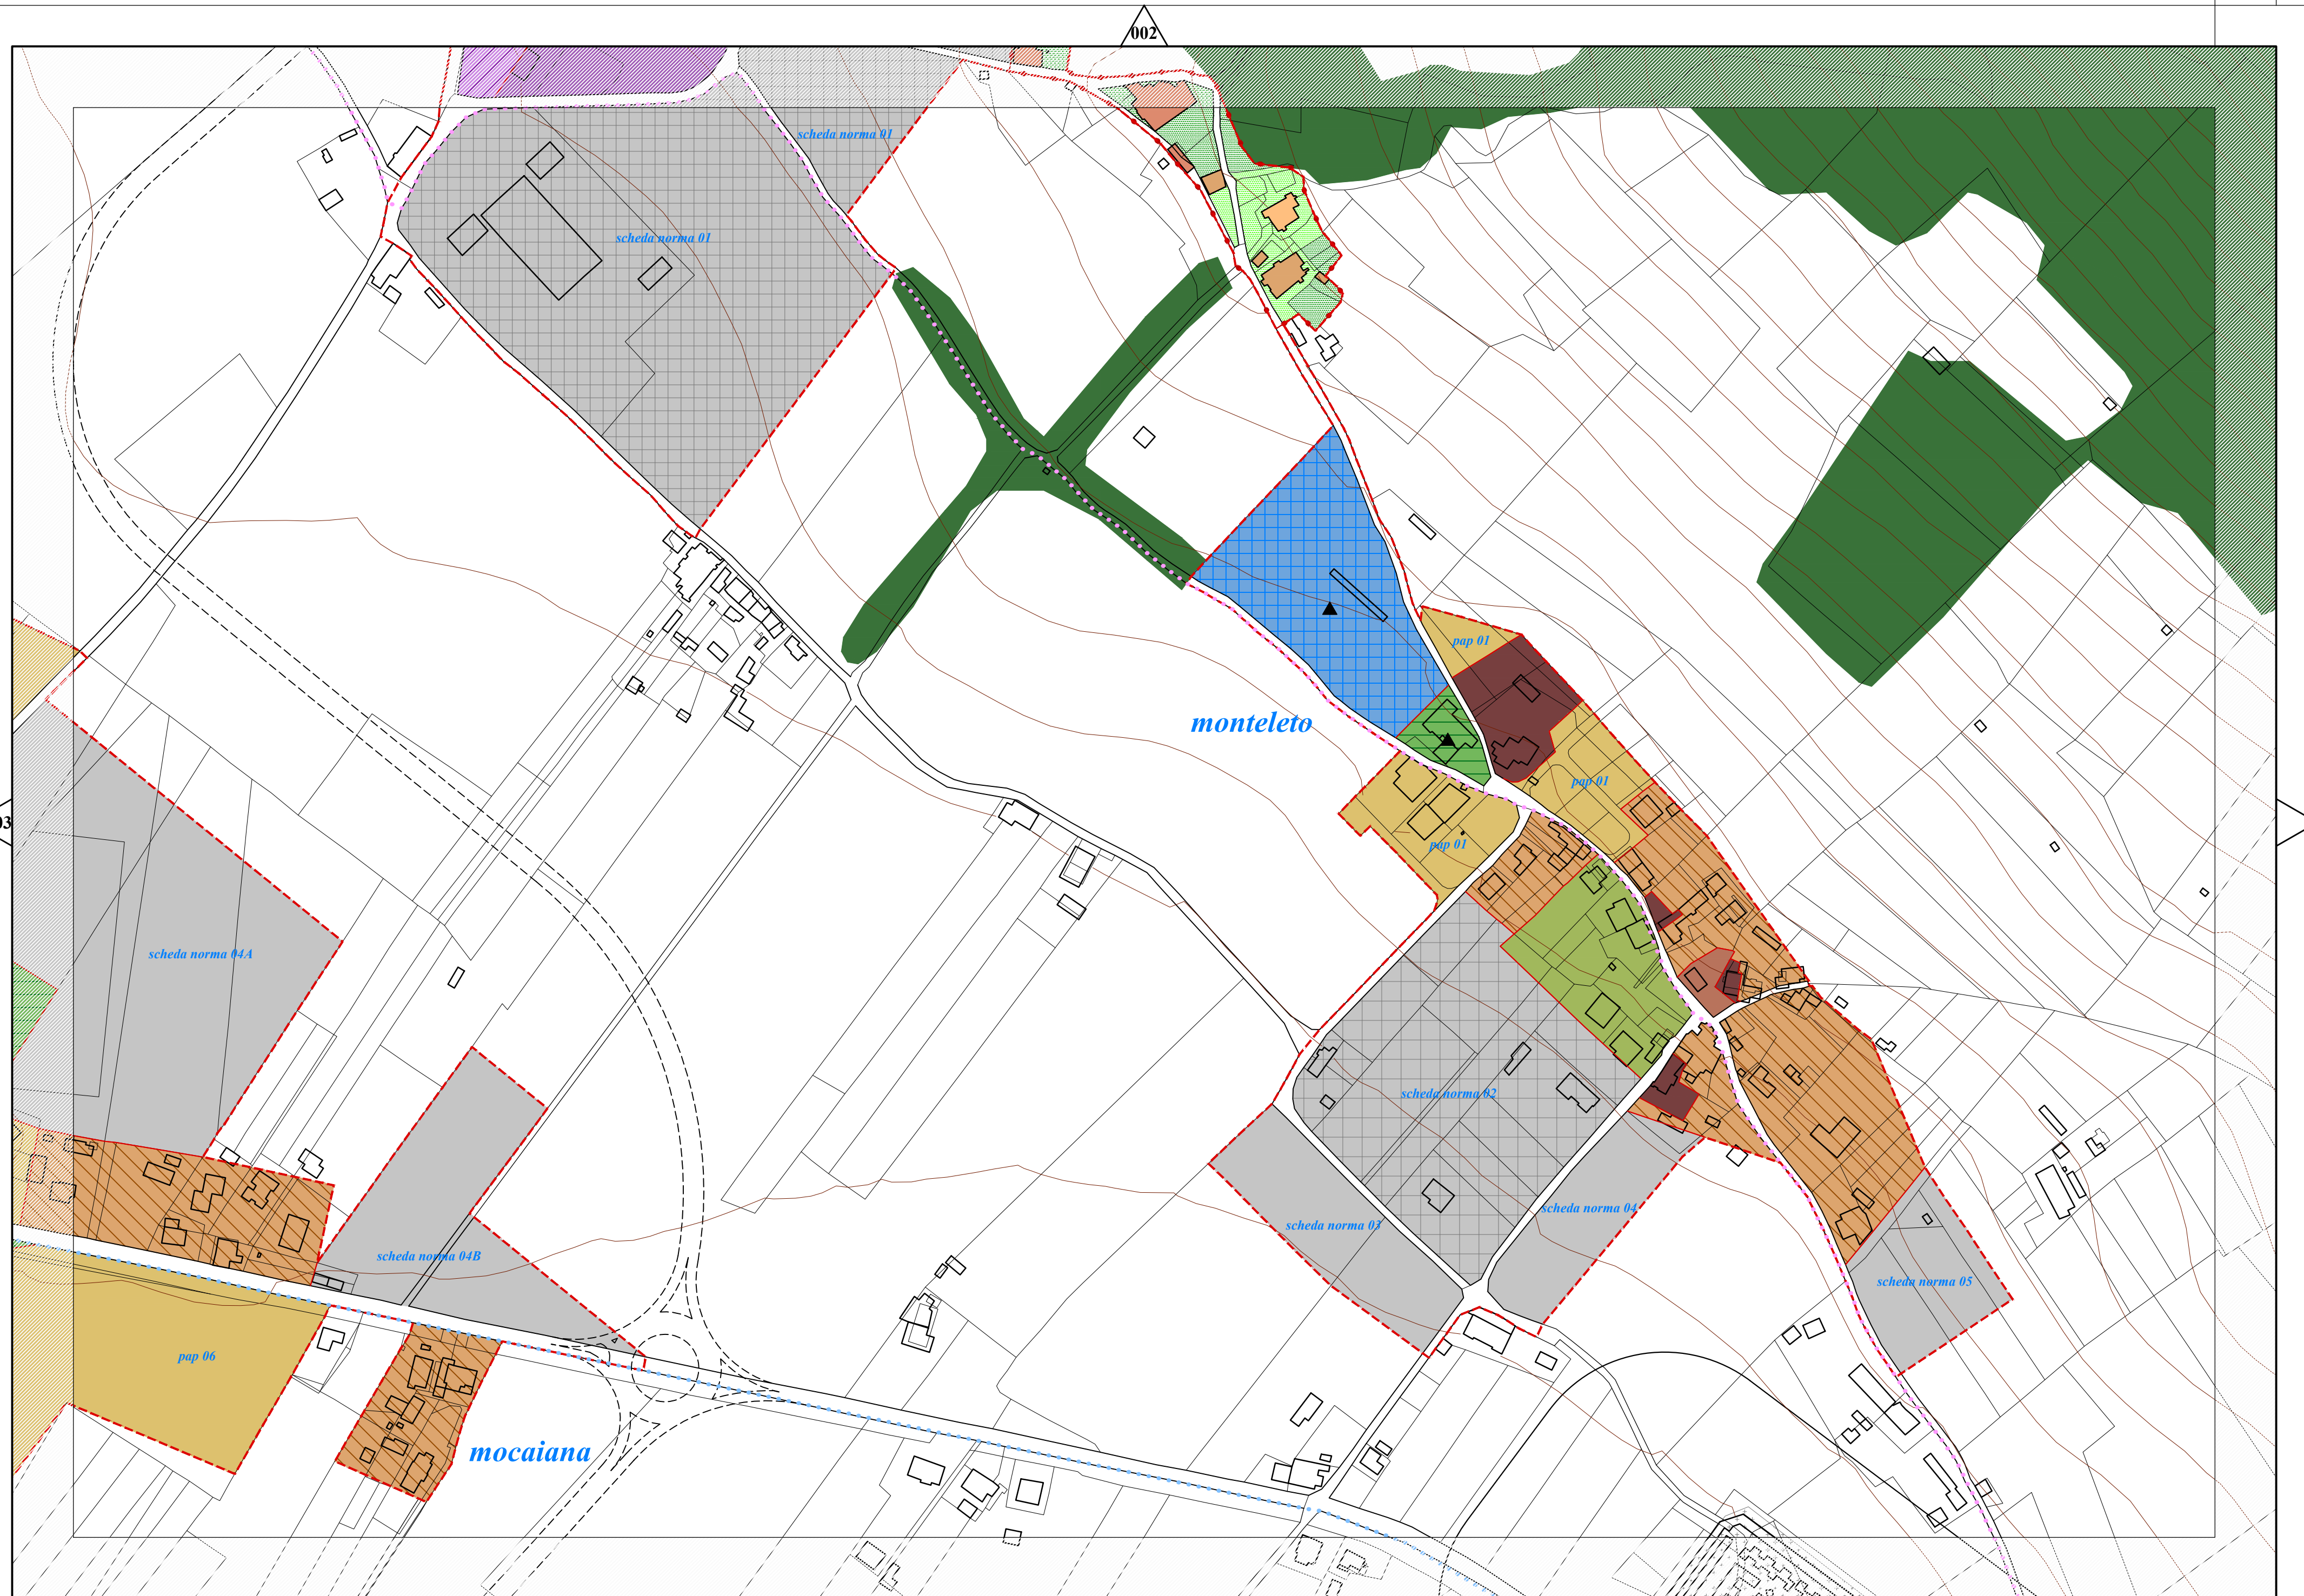 002
scheda norma 01
scheda norma 01
pap 01
monteleto
pap 01
03
pap 01
scheda norma 04A
scheda norma 02
scheda norma 04
scheda norma 03
scheda norma 04B
scheda norma 05
pap 06
mocaiana